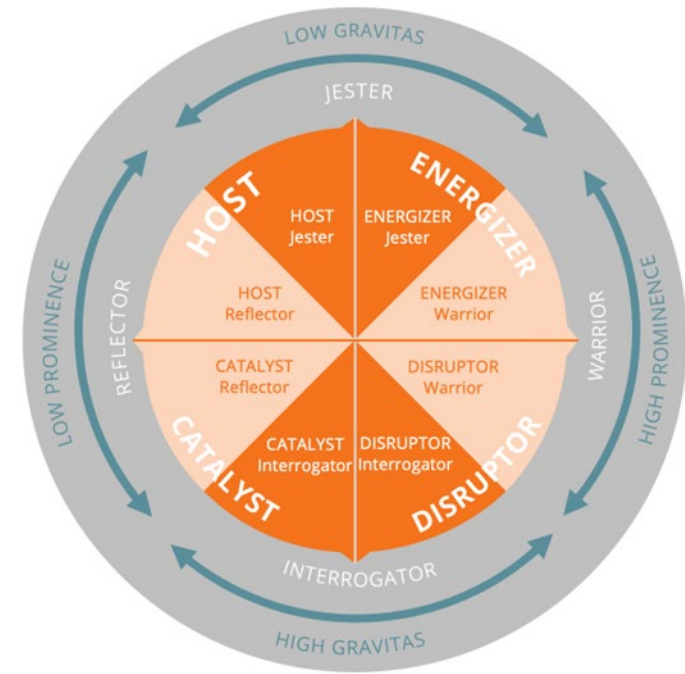 LOW GRAVITAS
JESTER
HOST
ENERGIZER
HOST
Jester
ENERGIZER
Jester
HOST
Reflector
ENERGIZER
Warrior
LOW PROMINENCE
REFLECTOR
WARRIOR
HIGH PROMINENCE
CATALYST
Reflector
DISRUPTOR
Warrior
CATALYST
Interrogator
DISRUPTOR
Interrogator
CATALYST
DISRUPTOR
INTERROGATOR
HIGH GRAVITAS